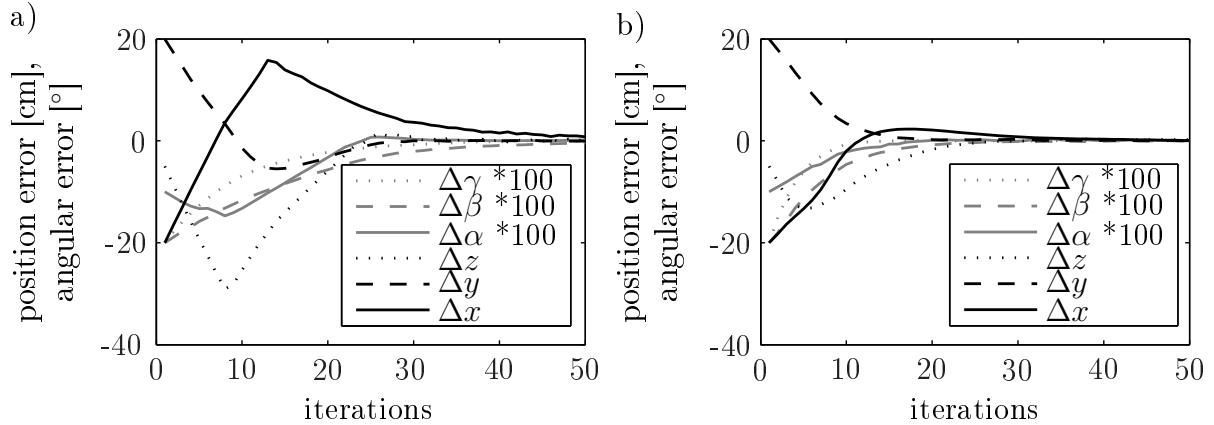 a)
position error [cm],
angular error [°]
20
0
-20
-40
0 10 20 30 40 50
iterations
Δγ *100
Δβ *100
Δα *100
Δz
Δy
Δx
b)
position error [cm],
angular error [°]
20
0
-20
-40
0 10 20 30 40 50
iterations
Δγ *100
Δβ *100
Δα *100
Δz
Δy
Δx